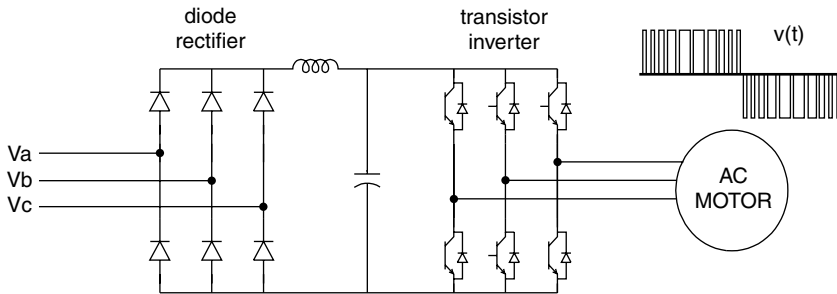 diode
rectifier
transistor
inverter
v(t)
Va
Vb
Vc
AC
MOTOR